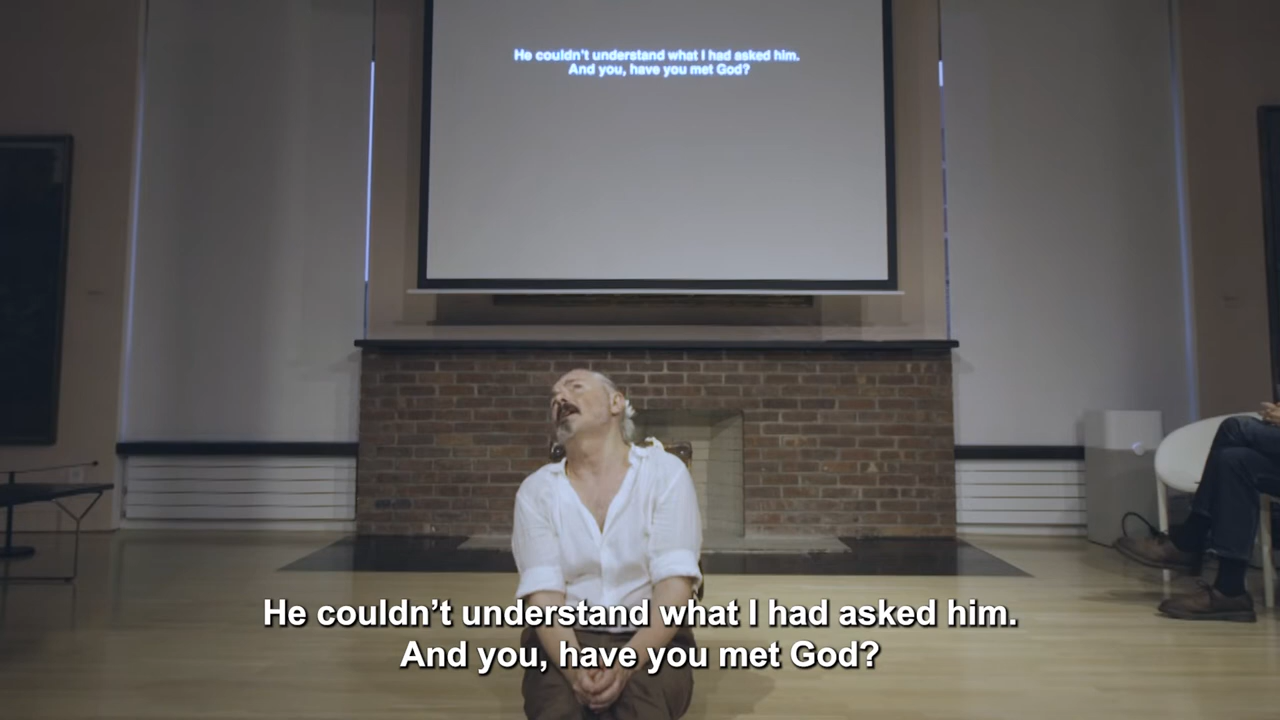 He couldn't understand what I had asked him.
And you, have you met God?
He couldn’t understand what I had asked him.
And you, have you met God?